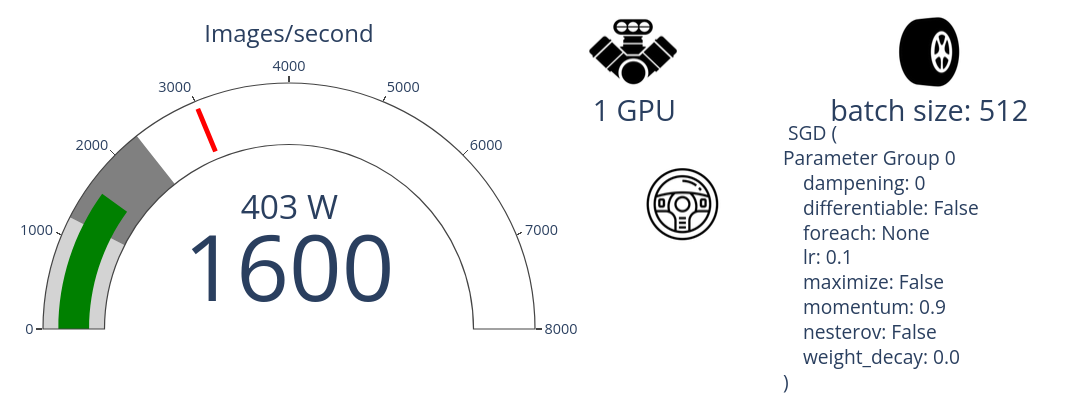 Images/second
0
1000
2000
3000
4000
5000
6000
7000
8000
403 W
1600
1 GPU
batch size: 512
SGD (
Parameter Group 0
dampening: 0
differentiable: False
foreach: None
lr: 0.1
maximize: False
momentum: 0.9
nesterov: False
weight_decay: 0.0
)